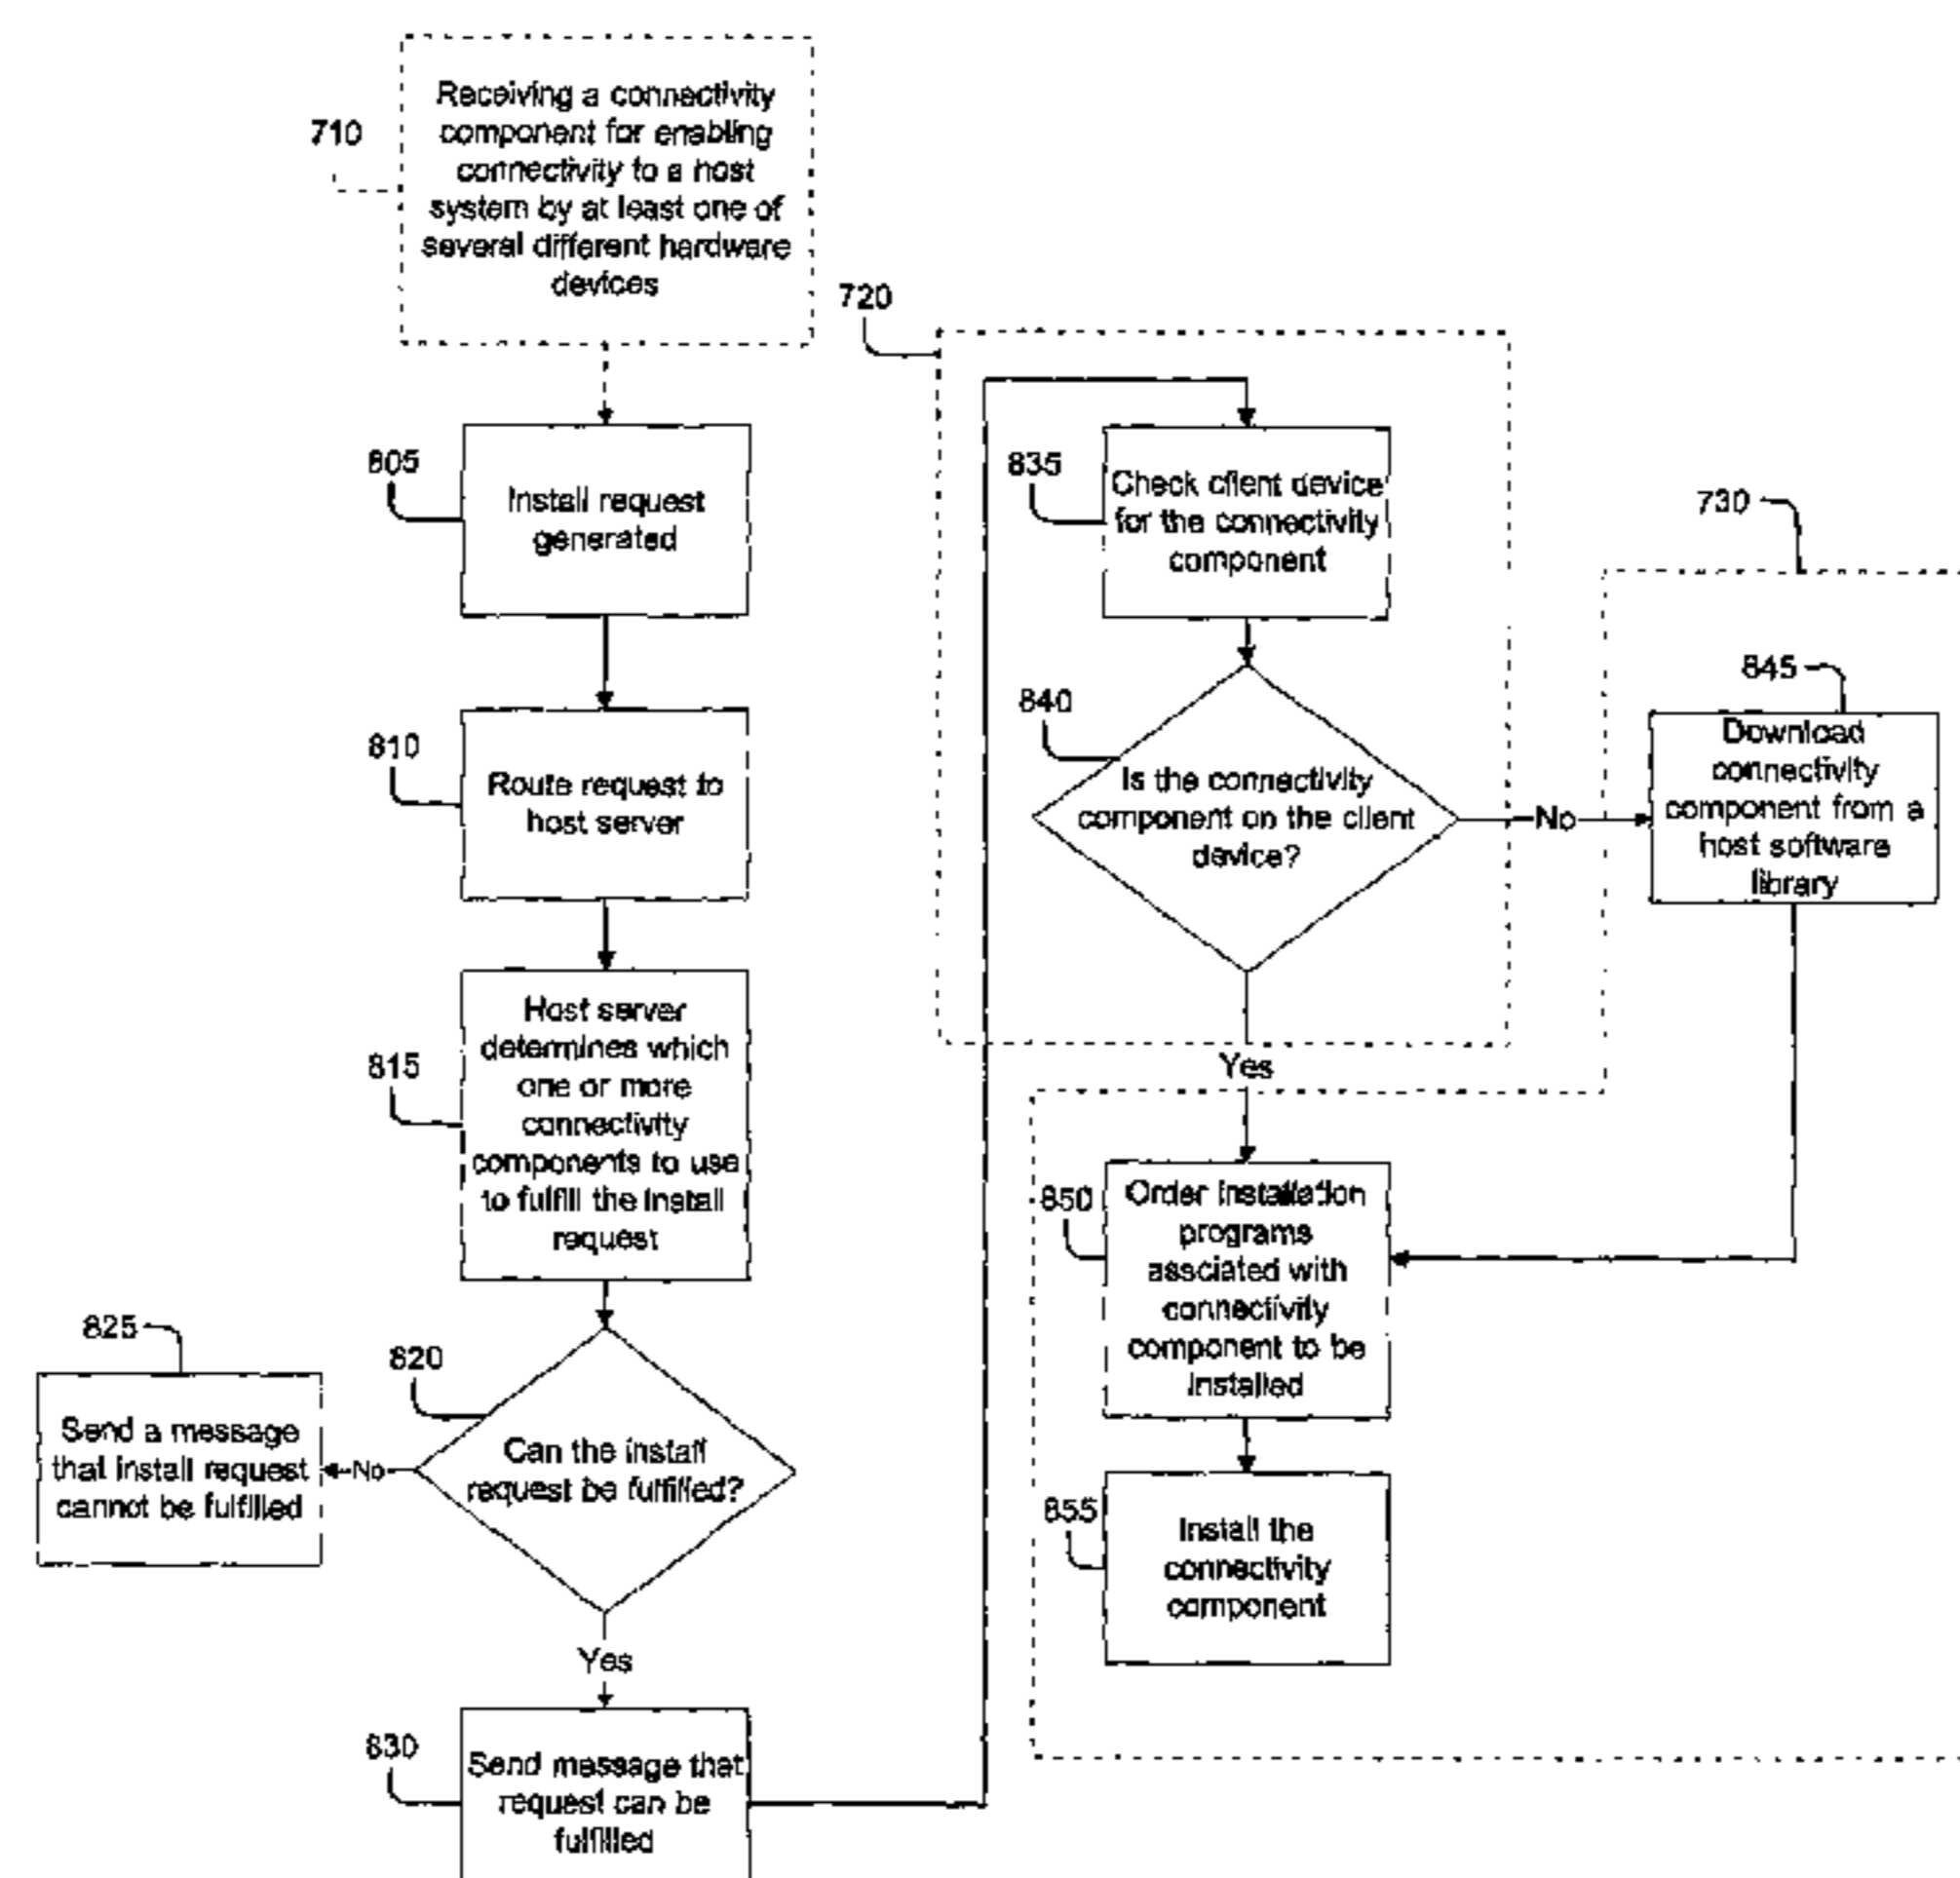 710
Receiving a connectivity
component for enabling
connectivity to a host
system by at least one of
several different hardware
devices
805
Install request
generated
810
Route request to
host server
815
Host server
determines which
one or more
connectivity
components to use
to fulfill the install
request
820
Can the install
request be fulfilled?
No
825
Send a message
that install request
cannot be fulfilled
Yes
830
Send message that
request can be
fulfilled
720
835
Check client device
for the connectivity
component
840
Is the connectivity
component on the client
device?
No
730
845
Download
connectivity
component from a
host software
library
Yes
850
Order installation
programs
assciated with
connectivity
component to be
installed
855
Install the
connectivity
component